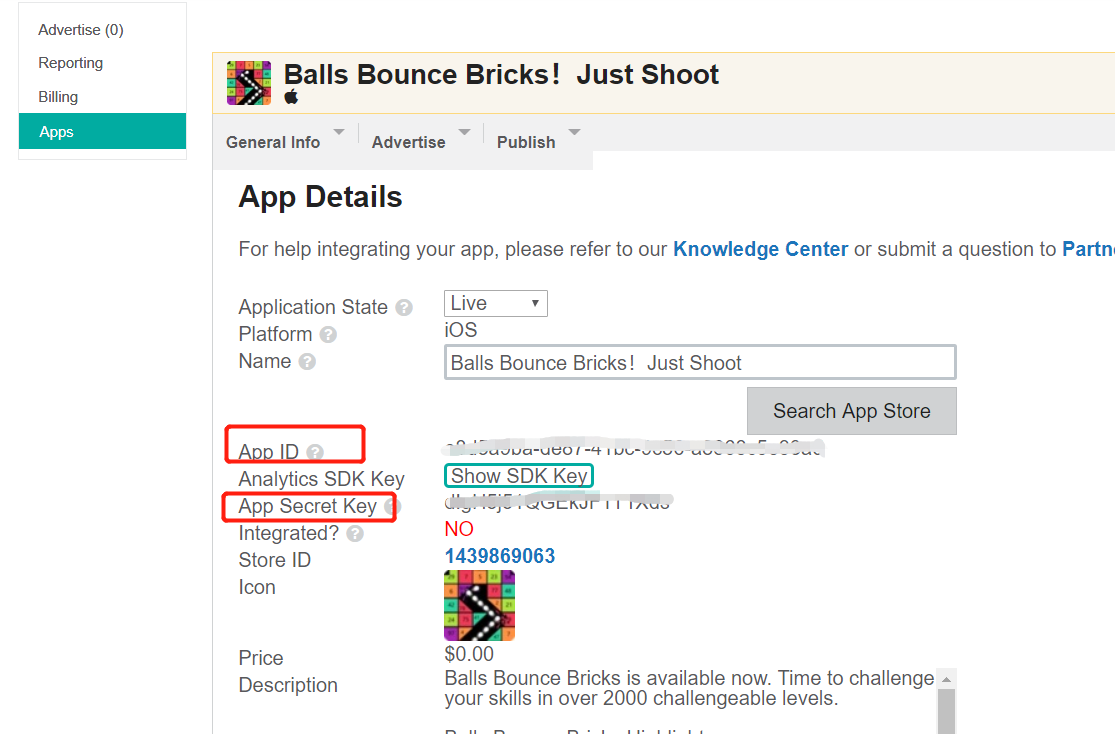 Advertise (0)
Reporting
Billing
Apps
Balls Bounce Bricks！Just Shoot
General Info
Advertise
Publish
App Details
For help integrating your app, please refer to our Knowledge Center or submit a question to
Application State ?
Live
Platform ?
iOS
Name ?
Balls Bounce Bricks！Just Shoot
Search App Store
App ID ?
Analytics SDK Key
Show SDK Key
App Secret Key
Integrated? ?
NO
Store ID
1439869063
Icon
Price
$0.00
Description
Balls Bounce Bricks is available now. Time to challenge
your skills in over 2000 challengeable levels.